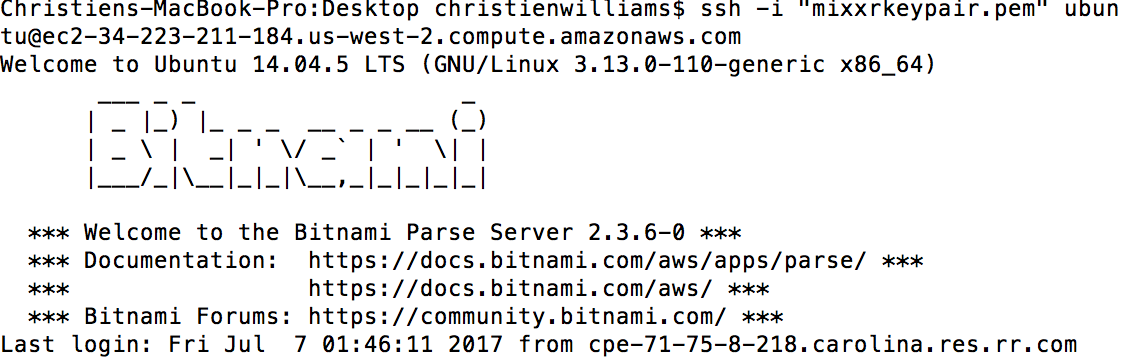 Christiens-MacBook-Pro:Desktop christienwilliams$ ssh -i "mixxrkeypair.pem" ubun
tu@ec2-34-223-211-184.us-west-2.compute.amazonaws.com
Welcome to Ubuntu 14.04.5 LTS (GNU/Linux 3.13.0-110-generic x86_64)
       ___ _ _                   _
      | _ |_) |_ _ _  __ _ _ __ (_)
      | _ \ |  _| ' \/ _` | '  \| |
      |___/_|\__|_|_|\__,_|_|_|_|_|
  *** Welcome to the Bitnami Parse Server 2.3.6-0 ***
  *** Documentation:  https://docs.bitnami.com/aws/apps/parse/ ***
  ***                 https://docs.bitnami.com/aws/ ***
  *** Bitnami Forums: https://community.bitnami.com/ ***
Last login: Fri Jul  7 01:46:11 2017 from cpe-71-75-8-218.carolina.res.rr.com